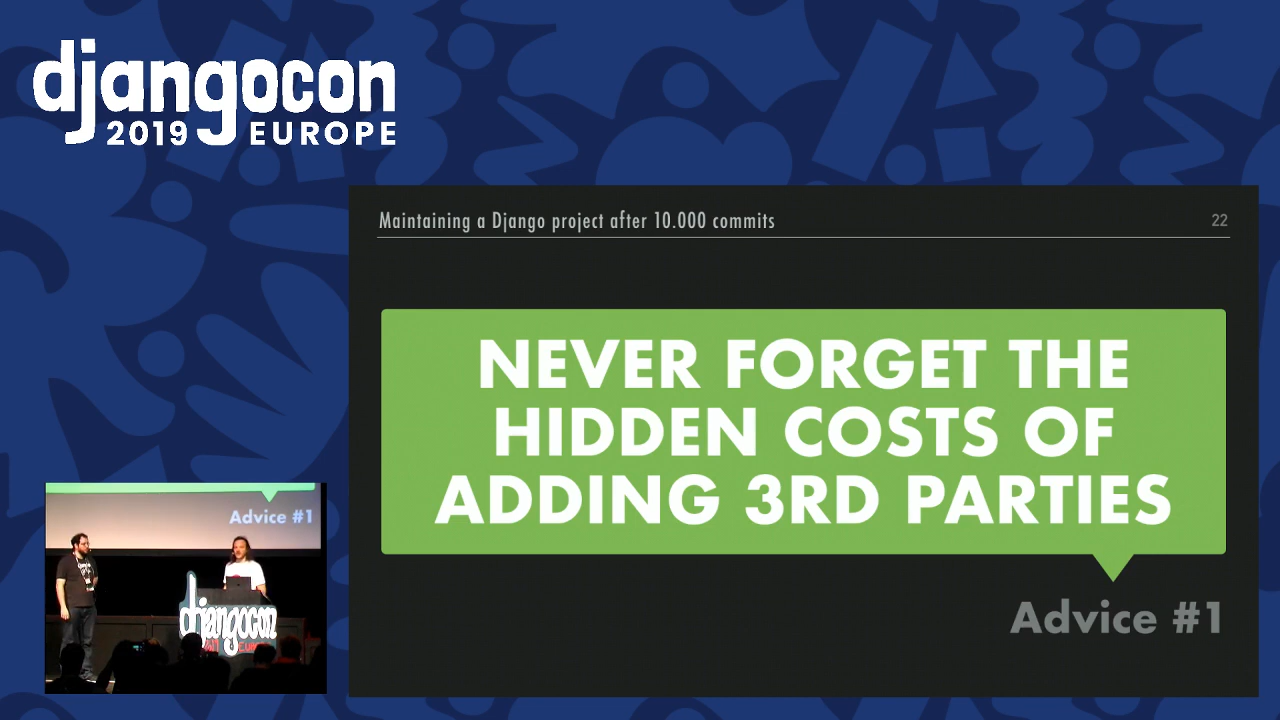 djangocon
2019 EUROPE
Maintaining a Django project after 10.000 commits
22
NEVER FORGET THE
HIDDEN COSTS OF
ADDING 3RD PARTIES
Advice #1
Advice #1
djangocon